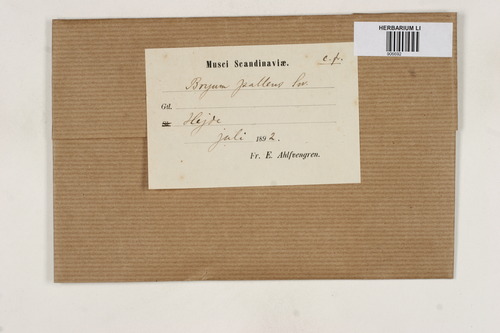 HERBARIUM LI
Musci Scandinaviæ. c. fr.
Bryum pallens Sw.
Gtl.
Hejde
juli 1892.
Fr. E. Ahlfvengren.